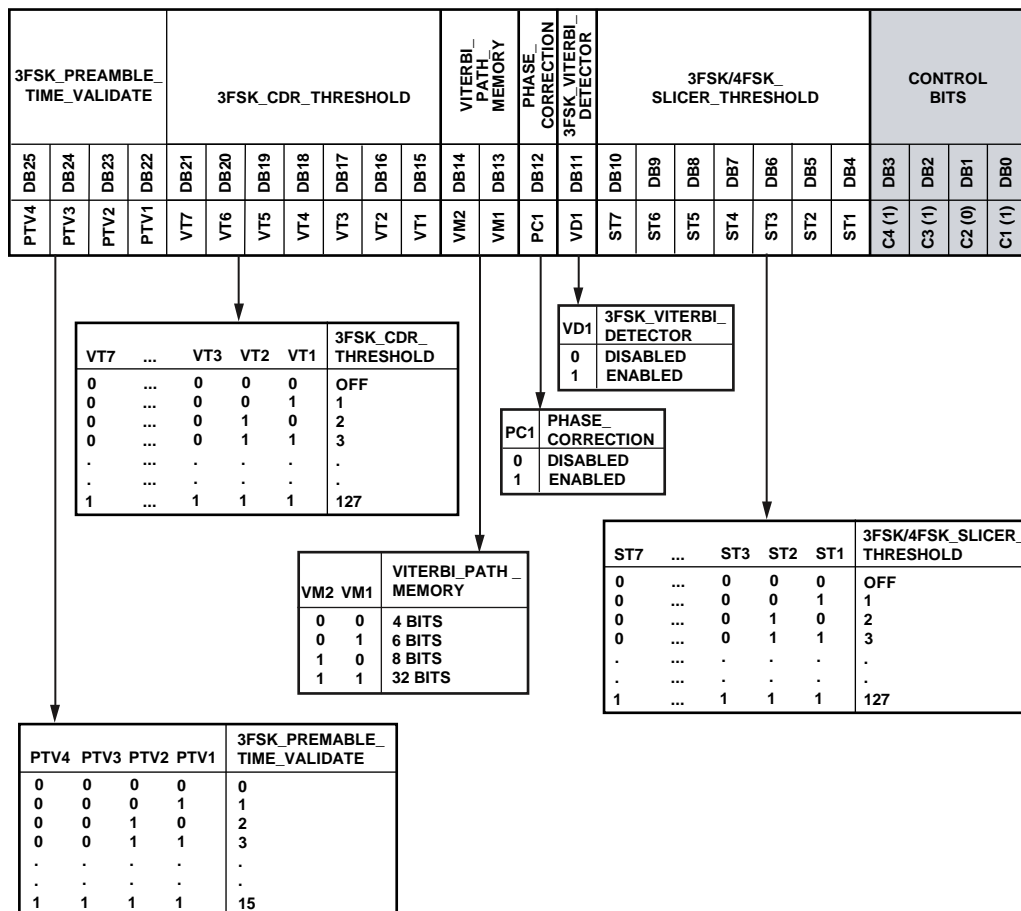 3FSK_PREAMBLE_
TIME_VALIDATE
3FSK_CDR_THRESHOLD
VITERBI_
PATH_
MEMORY
PHASE_
CORRECTION
3FSK_VITERBI_
DETECTOR
3FSK/4FSK_
SLICER_THRESHOLD
CONTROL
BITS
DB25 DB24 DB23 DB22 DB21 DB20 DB19 DB18 DB17 DB16 DB15 DB14 DB13 DB12 DB11 DB10 DB9 DB8 DB7 DB6 DB5 DB4 DB3 DB2 DB1 DB0
PTV4 PTV3 PTV2 PTV1 VT7 VT6 VT5 VT4 VT3 VT2 VT1 VM2 VM1 PC1 VD1 ST7 ST6 ST5 ST4 ST3 ST2 ST1 C4 (1) C3 (1) C2 (0) C1 (1)
VT7 ... VT3 VT2 VT1 3FSK_CDR_
THRESHOLD
0 ... 0 0 0 OFF
0 ... 0 0 1 1
0 ... 0 1 0 2
0 ... 0 1 1 3
. ... . . . .
. ... . . . .
1 ... 1 1 1 127
VD1 3FSK_VITERBI_
DETECTOR
0 DISABLED
1 ENABLED
PC1 PHASE_
CORRECTION
0 DISABLED
1 ENABLED
VM2 VM1 VITERBI_PATH _
MEMORY
0 0 4 BITS
0 1 6 BITS
1 0 8 BITS
1 1 32 BITS
ST7 ... ST3 ST2 ST1 3FSK/4FSK_SLICER_
THRESHOLD
0 ... 0 0 0 OFF
0 ... 0 0 1 1
0 ... 0 1 0 2
0 ... 0 1 1 3
. ... . . . .
. ... . . . .
1 ... 1 1 1 127
PTV4 PTV3 PTV2 PTV1 3FSK_PREMABLE_
TIME_VALIDATE
0 0 0 0 0
0 0 0 1 1
0 0 1 0 2
0 0 1 1 3
. . . . .
. . . . .
1 1 1 1 15